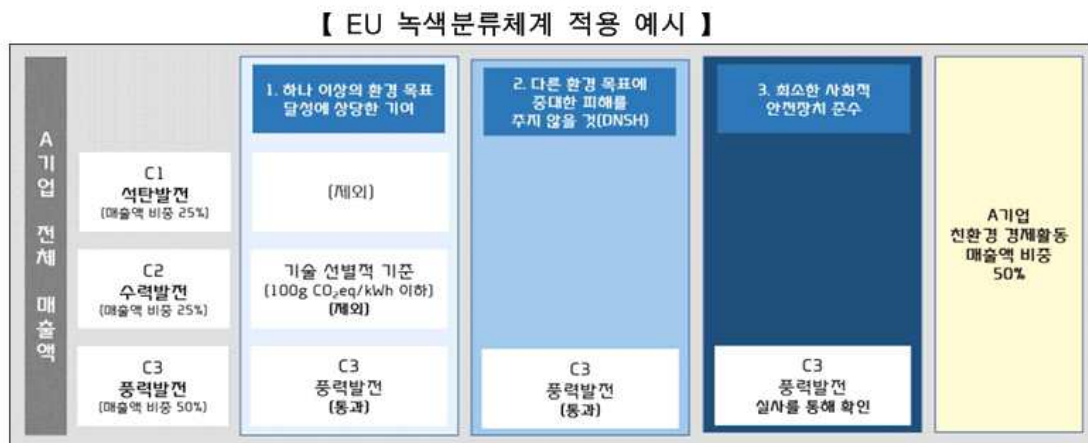 【 EU 녹색분류체계 적용 예시 】
A기업 전체 매출액
C1
석탄발전
(매출액 비중 25%)
C2
수력발전
(매출액 비중 25%)
C3
풍력발전
(매출액 비중 50%)
1. 하나 이상의 환경 목표
달성에 상당한 기여
(제외)
기술 선별적 기준
(100g CO₂eq/kWh 이하)
(제외)
C3
풍력발전
(통과)
2. 다른 환경 목표에
중대한 피해를
주지 않을 것(DNSH)
C3
풍력발전
(통과)
3. 최소한 사회적
안전장치 준수
C3
풍력발전
실사를 통해 확인
A기업
친환경 경제활동
매출액 비중
50%